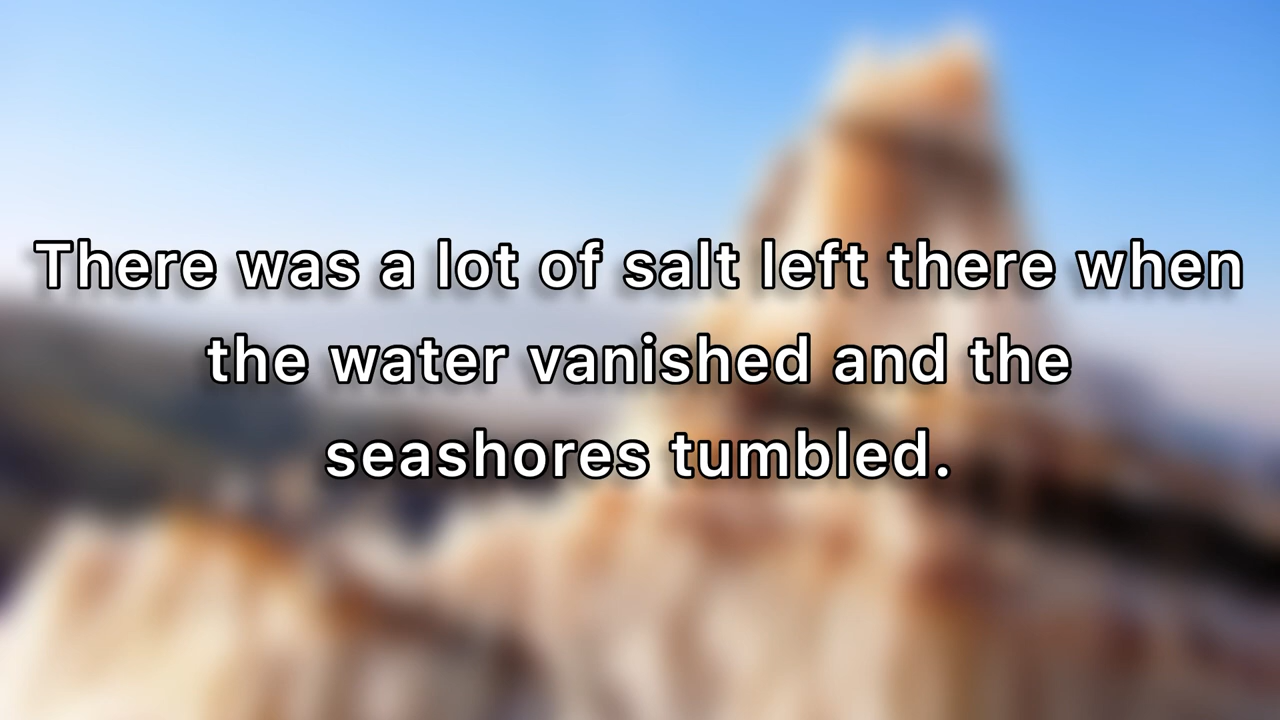 There was a lot of salt left there when
the water vanished and the
seashores tumbled.